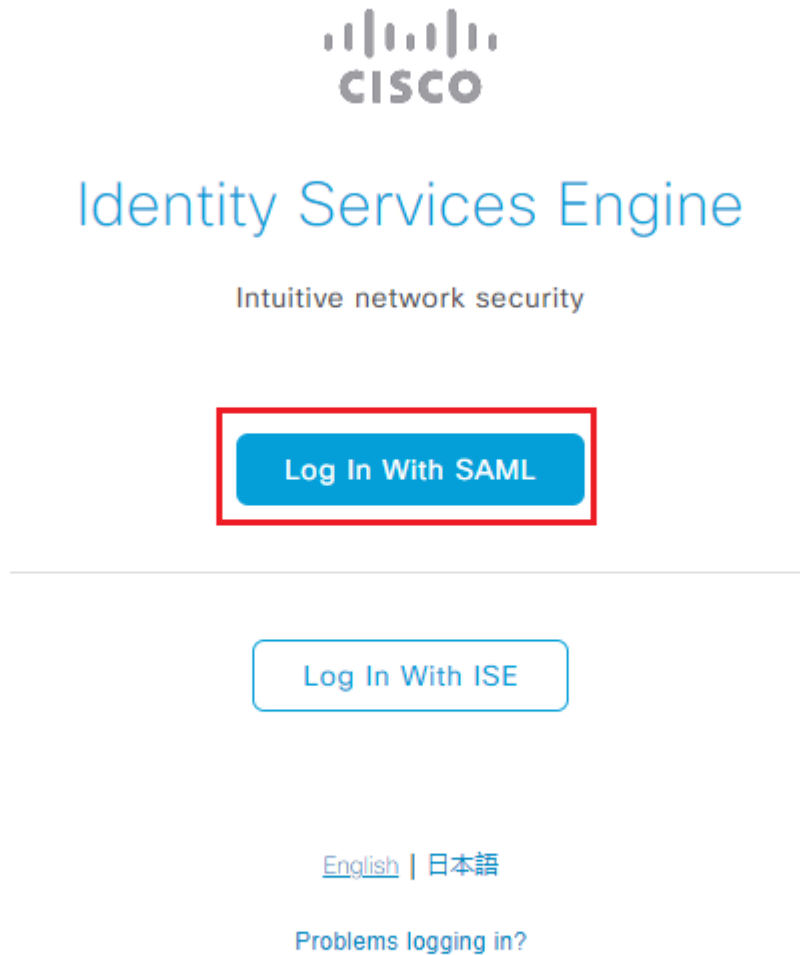 CISCO
Identity Services Engine
Intuitive network security
Log In With SAML
Log In With ISE
English | 日本語
Problems logging in?